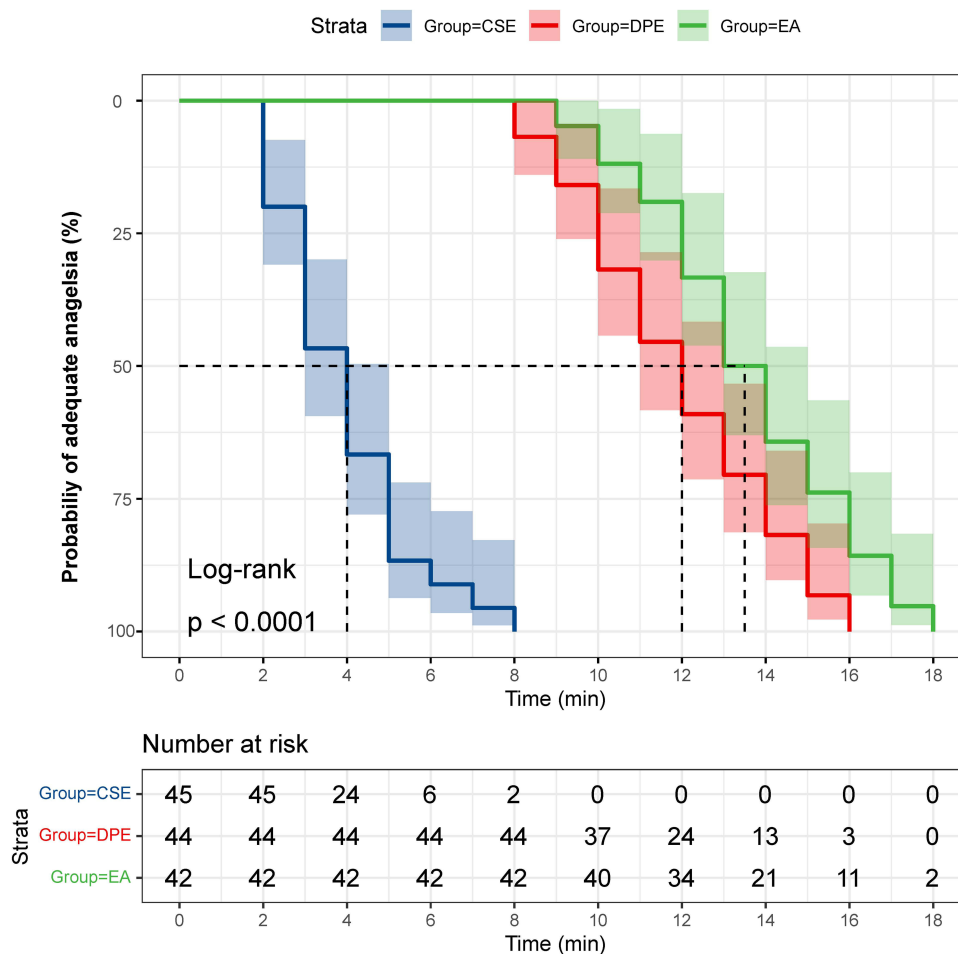 Strata Group=CSE Group=DPE Group=EA
Probabiliy of adequate anagelsia (%)
0
25
50
75
100
Log-rank
p < 0.0001
0 2 4 6 8 10 12 14 16 18
Time (min)
Number at risk
Strata
Group=CSE 45 45 24 6 2 0 0 0 0 0
Group=DPE 44 44 44 44 44 37 24 13 3 0
Group=EA 42 42 42 42 42 40 34 21 11 2
0 2 4 6 8 10 12 14 16 18
Time (min)